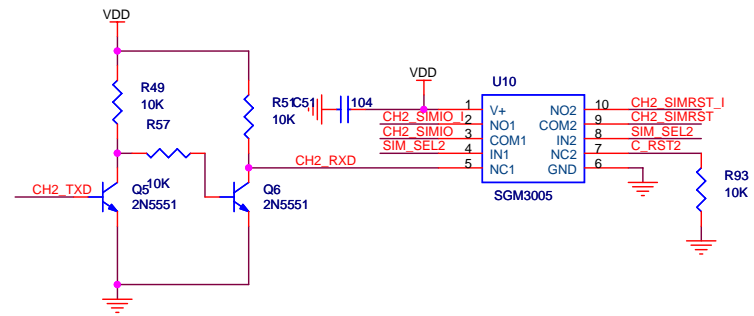 VDD
R49
10K
R57
10K
CH2_TXD
Q5
2N5551
R51
10K
Q6
2N5551
CH2_RXD
C51
104
VDD
U10
CH2_SIMIO_I
CH2_SIMIO
SIM_SEL2
1 V+ NO2 10 CH2_SIMRST_I
2 NO1 COM2 9 CH2_SIMRST
3 COM1 IN2 8 SIM_SEL2
4 IN1 NC2 7 C_RST2
5 NC1 GND 6
SGM3005
R93
10K